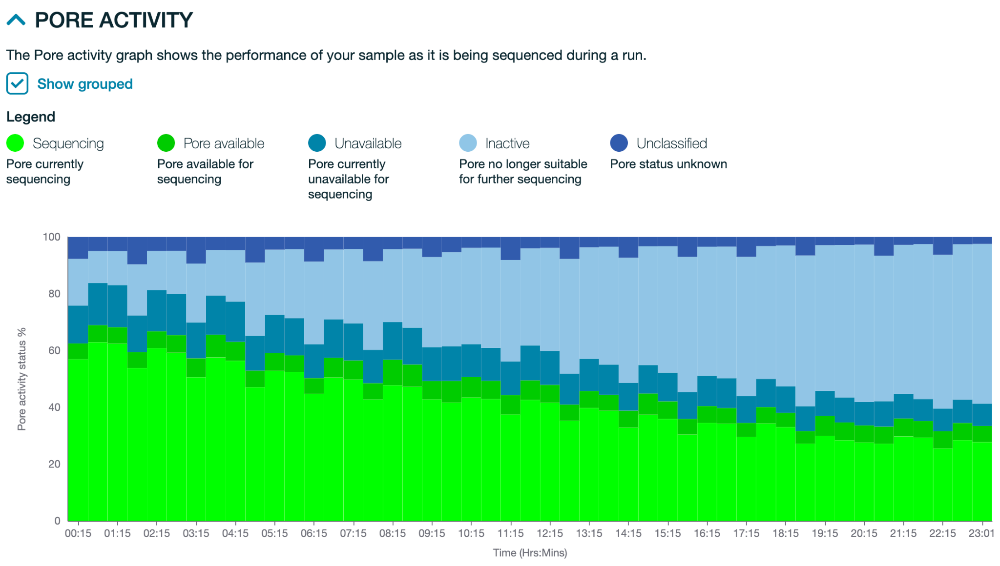 PORE ACTIVITY
The Pore activity graph shows the performance of your sample as it is being sequenced during a run.
Show grouped
Legend
Sequencing
Pore currently
sequencing
Pore available
Pore available for
sequencing
Unavailable
Pore currently
unavailable for
sequencing
Inactive
Pore no longer suitable
for further sequencing
Unclassified
Pore status unknown
100
80
60
40
20
0
Pore activity status %
00:15 01:15 02:15 03:15 04:15 05:15 06:15 07:15 08:15 09:15 10:15 11:15 12:15 13:15 14:15 15:15 16:15 17:15 18:15 19:15 20:15 21:15 22:15 23:01
Time (Hrs:Mins)